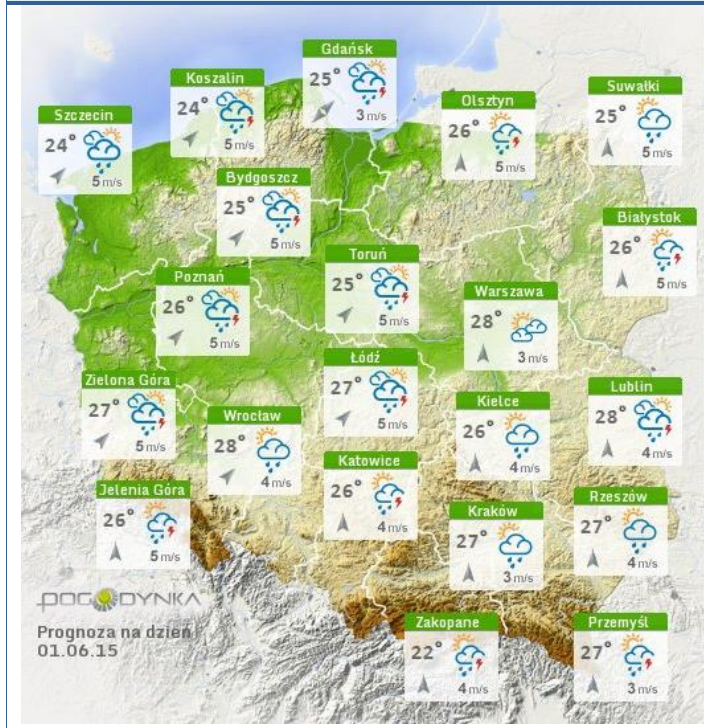 Gdańsk
25°
3 m/s
Koszalin
24°
5 m/s
Suwałki
25°
5 m/s
Olsztyn
26°
5 m/s
Szczecin
24°
5 m/s
Bydgoszcz
25°
5 m/s
Białystok
26°
5 m/s
Toruń
25°
5 m/s
Poznań
26°
5 m/s
Warszawa
28°
3 m/s
Łódź
27°
5 m/s
Zielona Góra
27°
5 m/s
Lublin
28°
4 m/s
Kielce
26°
4 m/s
Wrocław
28°
4 m/s
Katowice
26°
4 m/s
Jelenia Góra
26°
5 m/s
Rzeszów
27°
4 m/s
Kraków
27°
3 m/s
POGODYNKA
Prognoza na dzień
01.06.15
Zakopane
22°
4 m/s
Przemyśl
27°
3 m/s